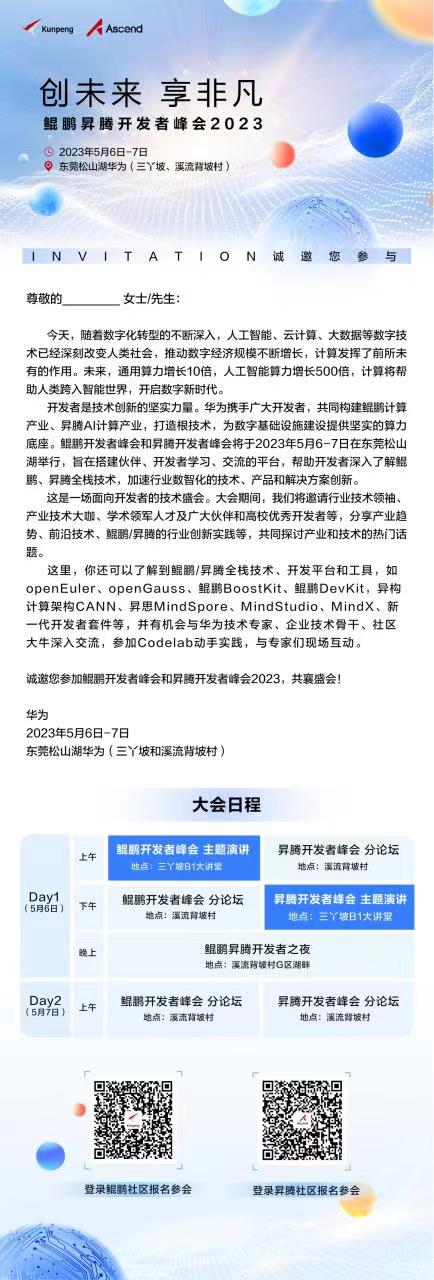 Kunpeng Ascend
创未来 享非凡
鲲鹏昇腾开发者峰会2023
2023年5月6日-7日
东莞松山湖华为（三丫坡、溪流背坡村）
INVITATION诚邀您参与
尊敬的________ 女士/先生：
今天，随着数字化转型的不断深入，人工智能、云计算、大数据等数字技
术已经深刻改变人类社会，推动数字经济规模不断增长，计算发挥了前所未
有的作用。未来，通用算力增长10倍，人工智能算力增长500倍，计算将帮
助人类跨入智能世界，开启数字新时代。
开发者是技术创新的坚实力量。华为携手广大开发者，共同构建鲲鹏计算
产业、昇腾AI计算产业，打造根技术，为数字基础设施建设提供坚实的算力
底座。鲲鹏开发者峰会和昇腾开发者峰会将于2023年5月6-7日在东莞松山
湖举行，旨在搭建伙伴、开发者学习、交流的平台，帮助开发者深入了解鲲
鹏、昇腾全栈技术，加速行业数智化的技术、产品和解决方案创新。
这是一场面向开发者的技术盛会。大会期间，我们将邀请行业技术领袖、
产业技术大咖、学术领军人才及广大伙伴和高校优秀开发者等，分享产业趋
势、前沿技术、鲲鹏/昇腾的行业创新实践等，共同探讨产业和技术的热门话
题。
这里，你还可以了解到鲲鹏/昇腾全栈技术、开发平台和工具，如
openEuler、openGauss、鲲鹏BoostKit、鲲鹏DevKit，异构
计算架构CANN、昇思MindSpore、MindStudio、MindX、新
一代开发者套件等，并有机会与华为技术专家、企业技术骨干、社区
大牛深入交流，参加Codelab动手实践，与专家们现场互动。
诚邀您参加鲲鹏开发者峰会和昇腾开发者峰会2023，共襄盛会！
华为
2023年5月6日-7日
东莞松山湖华为（三丫坡和溪流背坡村）
大会日程
Day1
（5月6日）
上午
鲲鹏开发者峰会 主题演讲
地点：三丫坡B1大讲堂
昇腾开发者峰会 分论坛
地点：溪流背坡村
下午
鲲鹏开发者峰会 分论坛
地点：溪流背坡村
昇腾开发者峰会 主题演讲
地点：三丫坡B1大讲堂
晚上
鲲鹏昇腾开发者之夜
地点：溪流背坡村G区湖畔
Day2
（5月7日）
上午
鲲鹏开发者峰会 分论坛
地点：溪流背坡村
昇腾开发者峰会 分论坛
地点：溪流背坡村
Kunpeng
Ascend
登录鲲鹏社区报名参会
登录昇腾社区报名参会